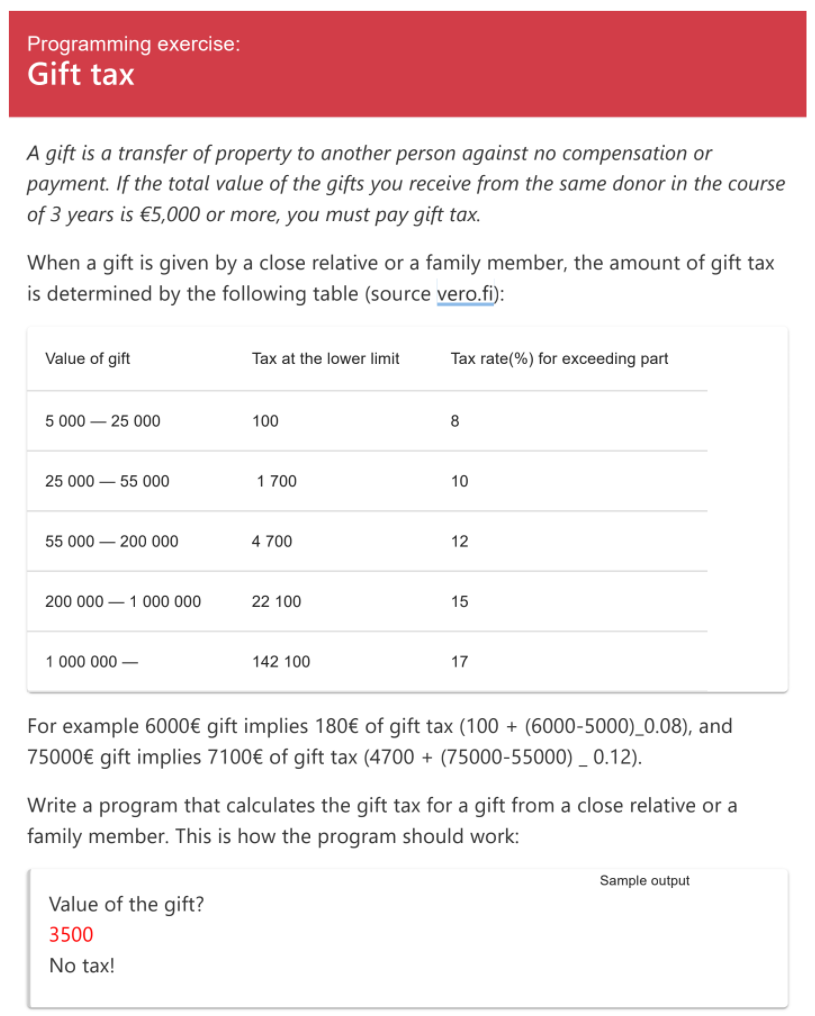 Programming exercise:
Gift tax
A gift is a transfer of property to another person against no compensation or
payment. If the total value of the gifts you receive from the same donor in the course
of 3 years is €5,000 or more, you must pay gift tax.
When a gift is given by a close relative or a family member, the amount of gift tax
is determined by the following table (source vero.fi):
Value of gift Tax at the lower limit Tax rate(%) for exceeding part
5 000 — 25 000 100 8
25 000 — 55 000 1 700 10
55 000 — 200 000 4 700 12
200 000 — 1 000 000 22 100 15
1 000 000 — 142 100 17
For example 6000€ gift implies 180€ of gift tax (100 + (6000-5000)_0.08), and
75000€ gift implies 7100€ of gift tax (4700 + (75000-55000) _ 0.12).
Write a program that calculates the gift tax for a gift from a close relative or a
family member. This is how the program should work:
Sample output
Value of the gift?
3500
No tax!